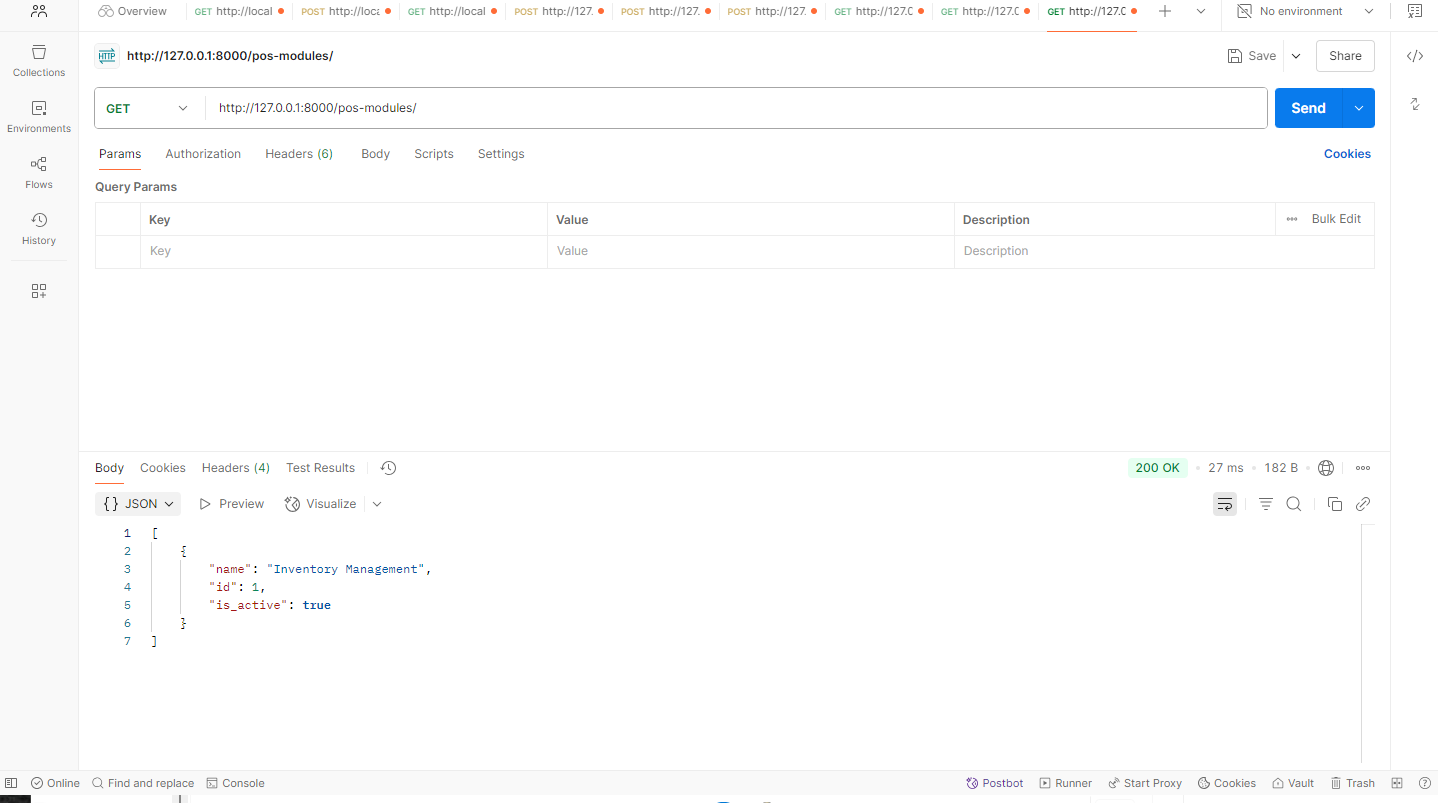 Overview GET http://local POST http://loca GET http://local POST http://127. POST http://127. POST http://127. GET http://127.0 GET http://127.0 GET http://127.0 No environment
HTTP http://127.0.0.1:8000/pos-modules/ Save Share
Collections
GET http://127.0.0.1:8000/pos-modules/ Send
Environments
Params Authorization Headers (6) Body Scripts Settings Cookies
Flows
Query Params
Key Value Description Bulk Edit
History
Key Value Description
Body Cookies Headers (4) Test Results 200 OK 27 ms 182 B
{} JSON Preview Visualize
1 [
2 {
3 "name": "Inventory Management",
4 "id": 1,
5 "is_active": true
6 }
7 ]
Online Find and replace Console Postbot Runner Start Proxy Cookies Vault Trash